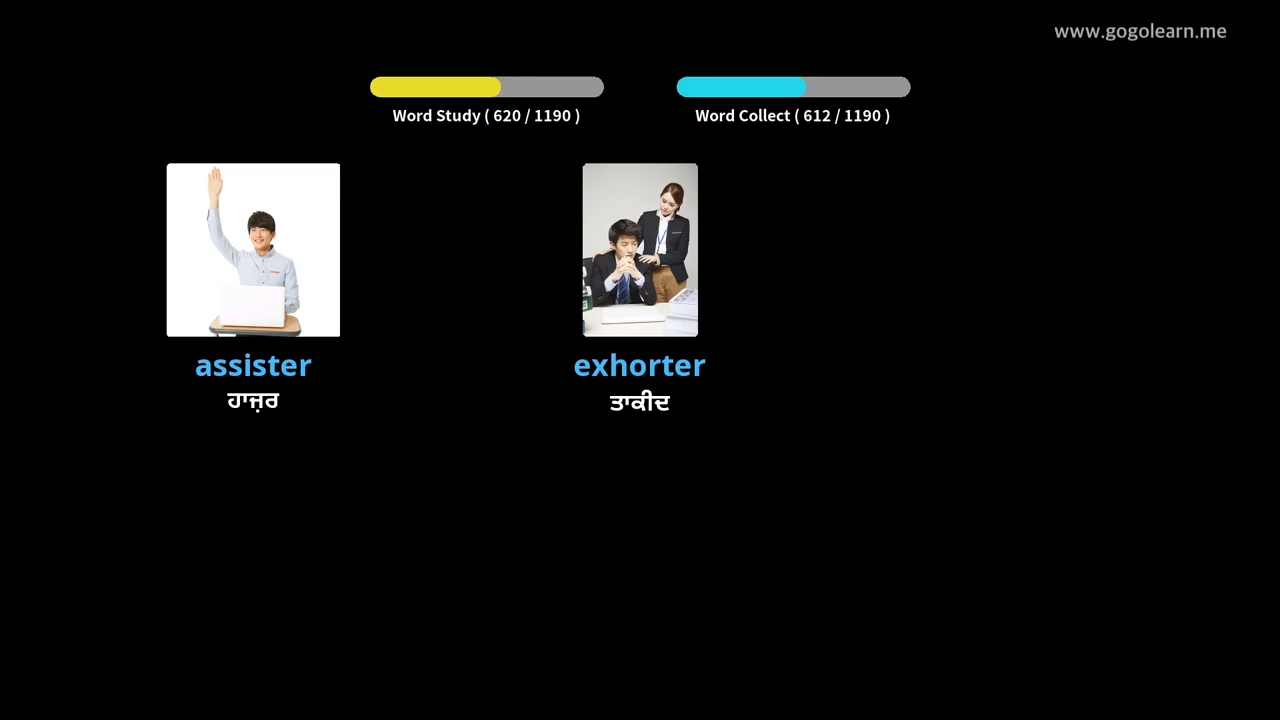 www.gogolearn.me
Word Study ( 620 / 1190 )
Word Collect ( 612 / 1190 )
assister
ਹਾਜ਼ਰ
exhorter
ਤਾਕੀਦ